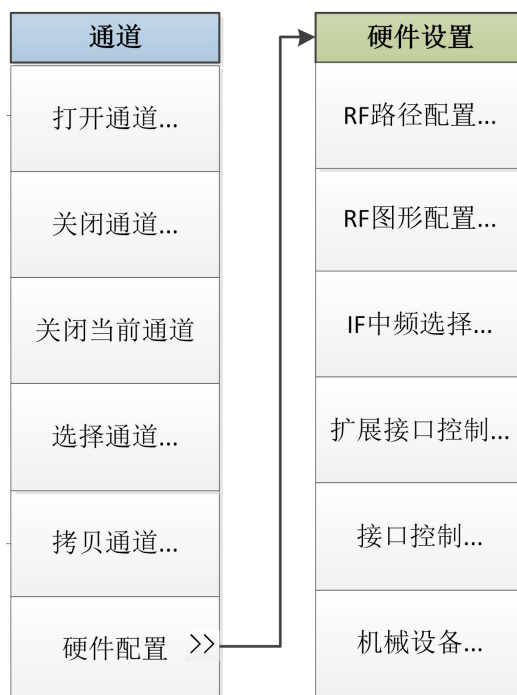 通道
打开通道...
关闭通道...
关闭当前通道
选择通道...
拷贝通道...
硬件配置 >>
硬件设置
RF路径配置...
RF图形配置...
IF中频选择...
扩展接口控制...
接口控制...
机械设备...